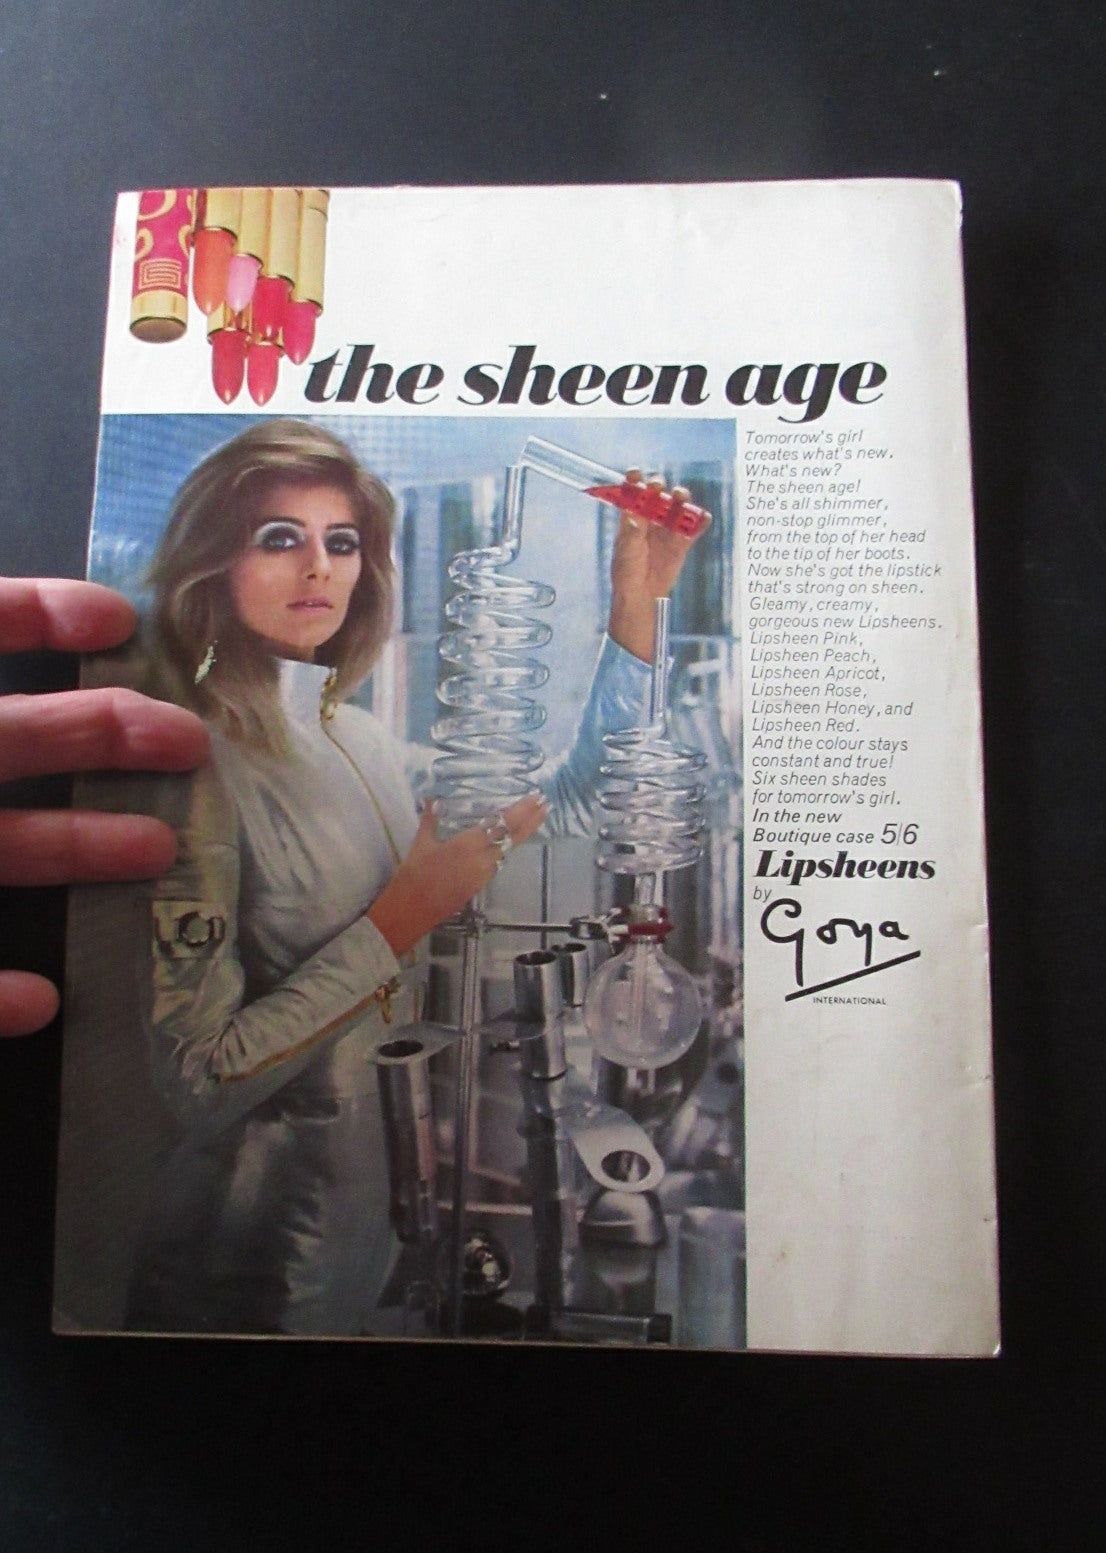 the sheen age
Tomorrow's girl
creates what's new.
What's new?
The sheen age!
She's all shimmer,
non-stop glimmer,
from the top of her head
to the tip of her boots.
Now she's got the lipstick
that's strong on sheen.
Gleamy, creamy,
gorgeous new Lipsheens.
Lipsheen Pink,
Lipsheen Peach,
Lipsheen Apricot,
Lipsheen Rose,
Lipsheen Honey, and
Lipsheen Red.
And the colour stays
constant and true!
Six sheen shades
for tomorrow's girl.
In the new
Boutique case 5/6
Lipsheens
by
Goya
INTERNATIONAL